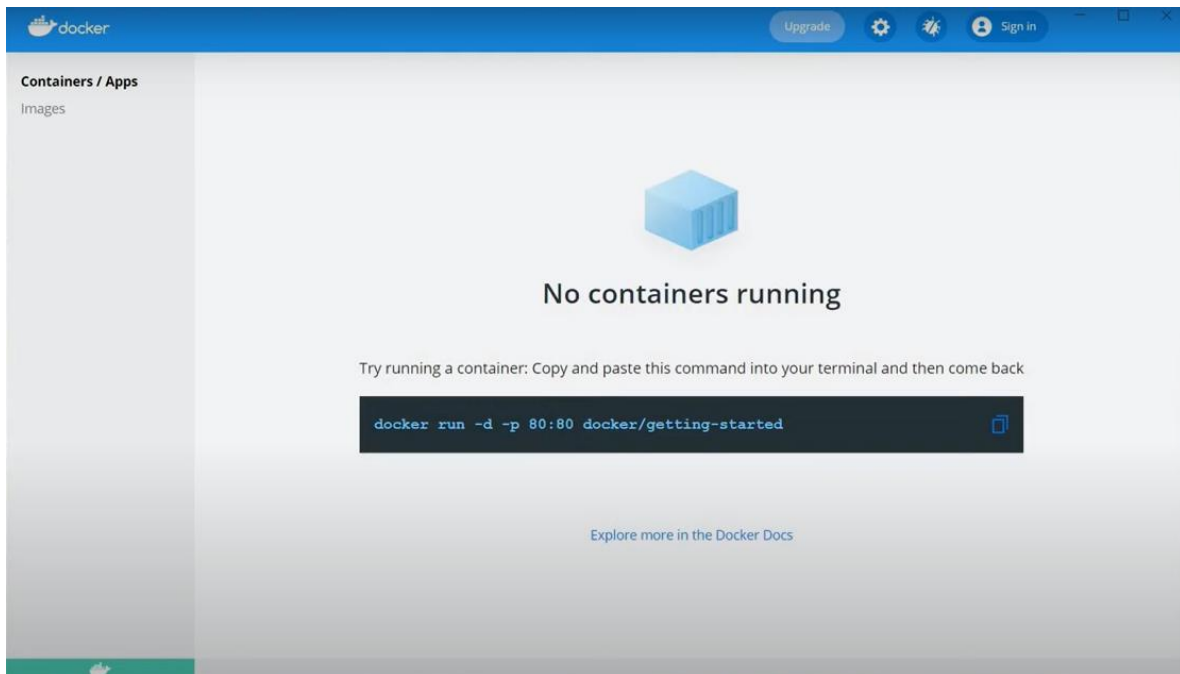 docker
Upgrade
Sign in
Containers / Apps
Images
No containers running
Try running a container: Copy and paste this command into your terminal and then come back
docker run -d -p 80:80 docker/getting-started
Explore more in the Docker Docs